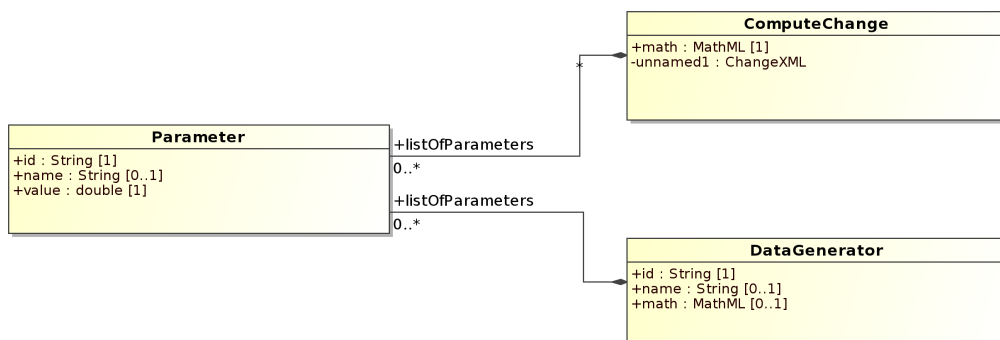 ComputeChange
+math : MathML [1]
-unnamed1 : ChangeXML
*
Parameter
+id : String [1]
+name : String [0..1]
+value : double [1]
+listOfParameters
0..*
+listOfParameters
0..*
DataGenerator
+id : String [1]
+name : String [0..1]
+math : MathML [0..1]